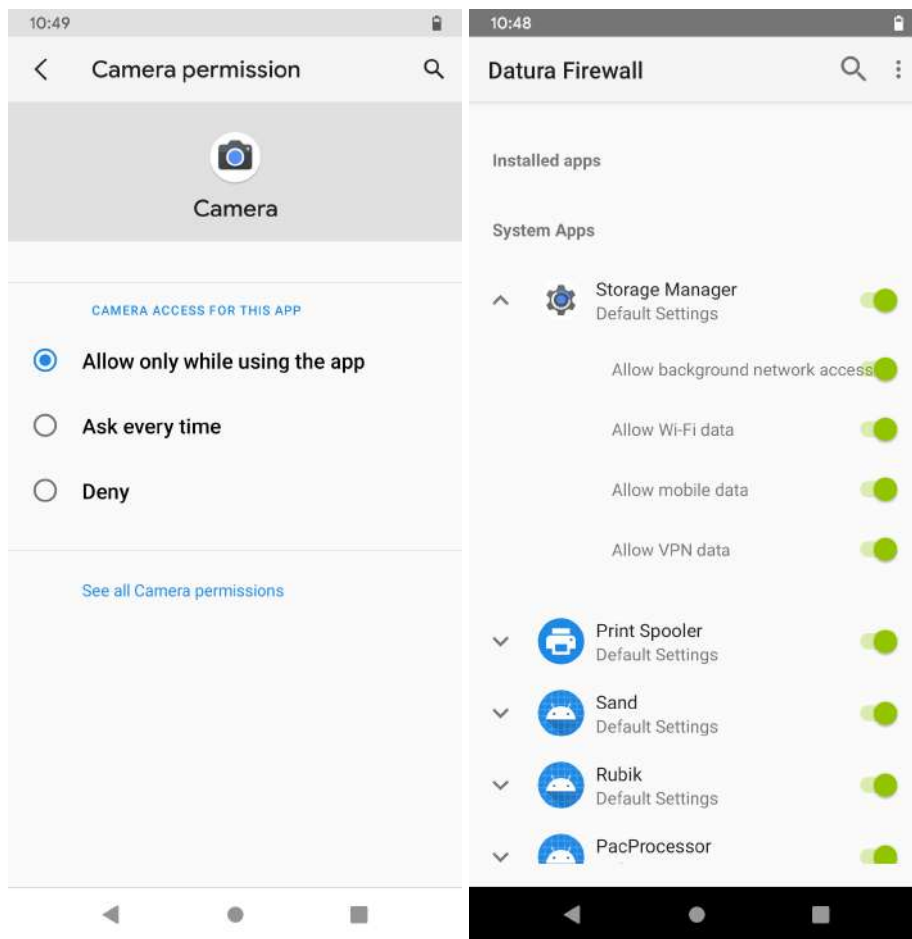 10:49
Camera permission
Camera
CAMERA ACCESS FOR THIS APP
Allow only while using the app
Ask every time
Deny
See all Camera permissions
10:48
Datura Firewall
Installed apps
System Apps
Storage Manager
Default Settings
Allow background network access
Allow Wi-Fi data
Allow mobile data
Allow VPN data
Print Spooler
Default Settings
Sand
Default Settings
Rubik
Default Settings
PacProcessor